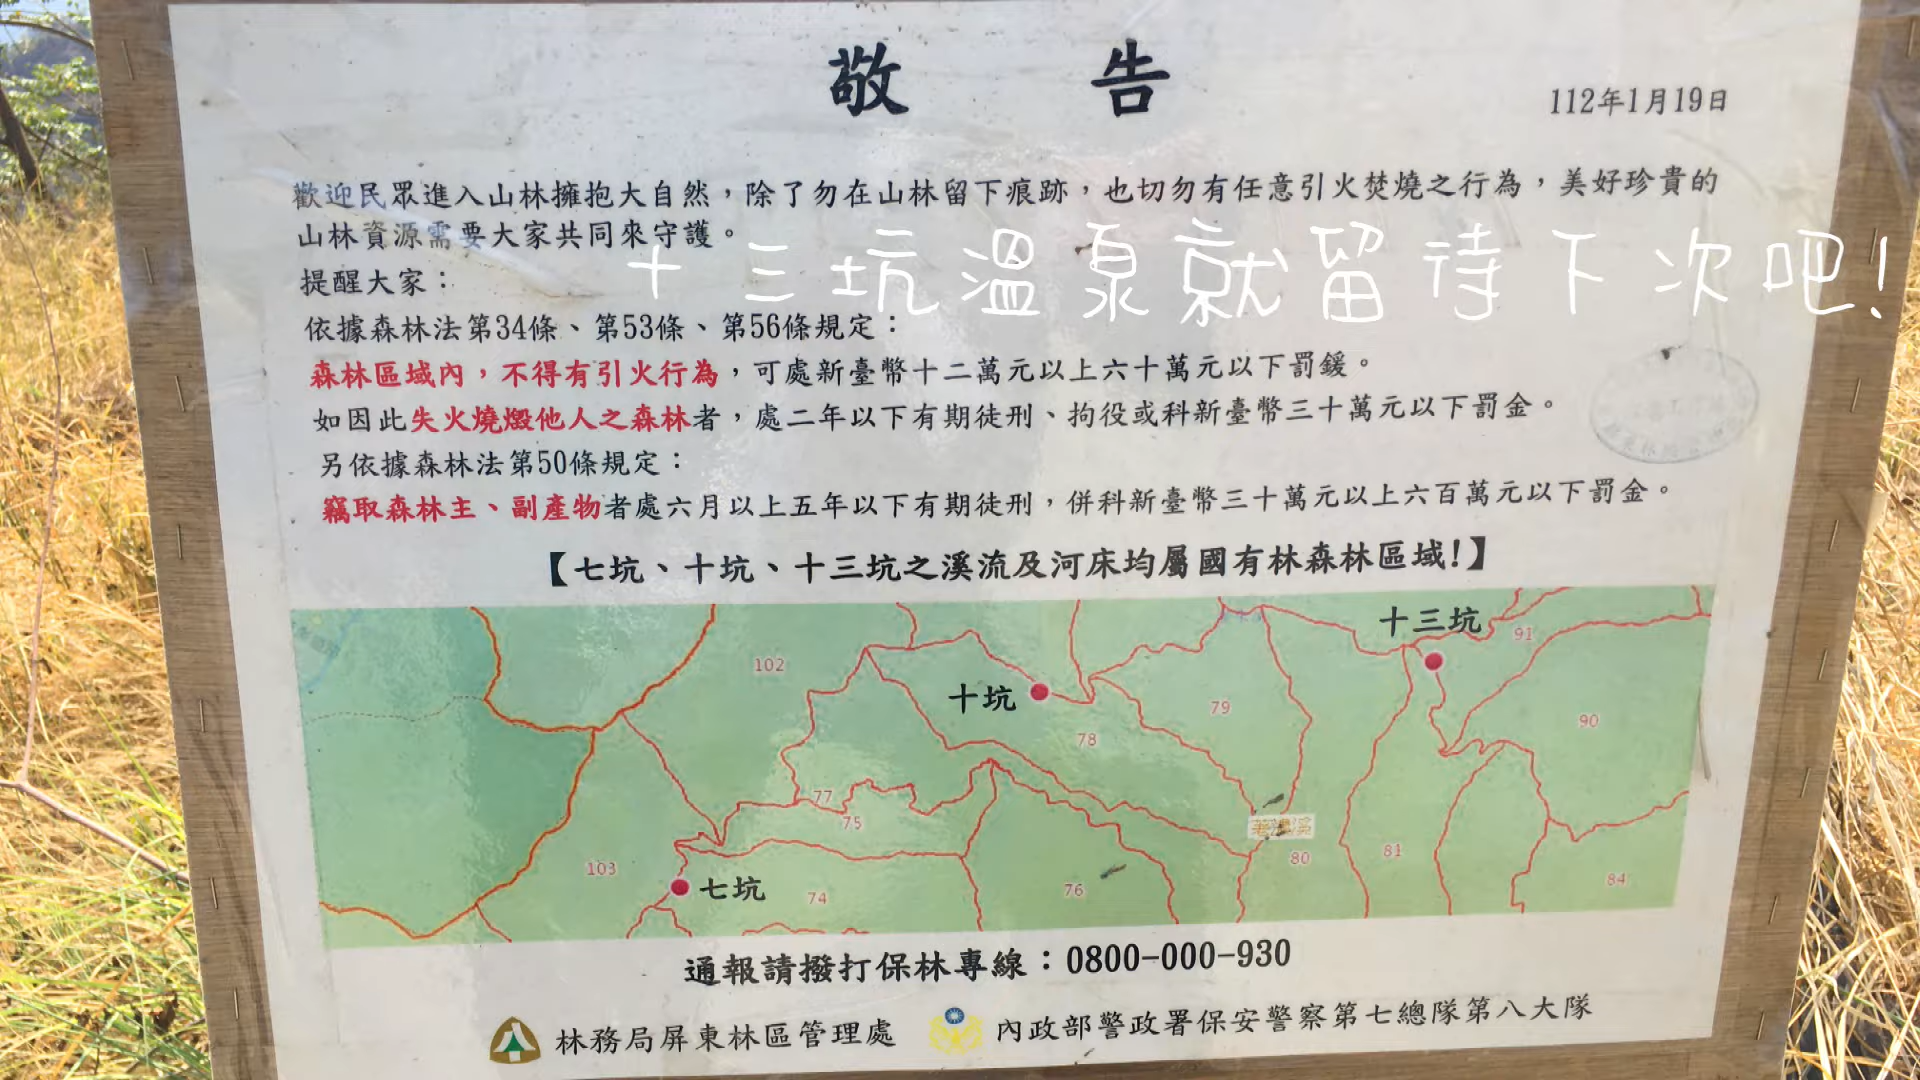 敬告
112年1月19日
歡迎民眾進入山林擁抱大自然，除了勿在山林留下痕跡，也切勿有任意引火焚燒之行為，美好珍貴的
山林資源需要大家共同來守護。
十三坑溫泉就留待下次吧!
提醒大家：
依據森林法第34條、第53條、第56條規定：
森林區域內，不得有引火行為，可處新臺幣十二萬元以上六十萬元以下罰鍰。
如因此失火燒燬他人之森林者，處二年以下有期徒刑、拘役或科新臺幣三十萬元以下罰金。
另依據森林法第50條規定：
竊取森林主、副產物者處六月以上五年以下有期徒刑，併科新臺幣三十萬元以上六百萬元以下罰金。
【七坑、十坑、十三坑之溪流及河床均屬國有林森林區域!】
十三坑
91
102
十坑
79
90
78
77
75
80
81
103
七坑
74
76
84
通報請撥打保林專線：0800-000-930
林務局屏東林區管理處
內政部警政署保安警察第七總隊第八大隊